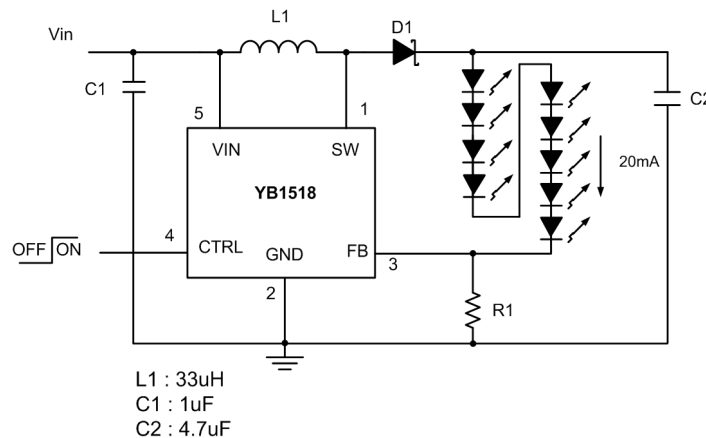 L1
Vin
D1
C1
C2
5
1
VIN
SW
YB1518
20mA
OFF ON
4
CTRL
GND
FB
3
2
R1
L1 : 33uH
C1 : 1uF
C2 : 4.7uF